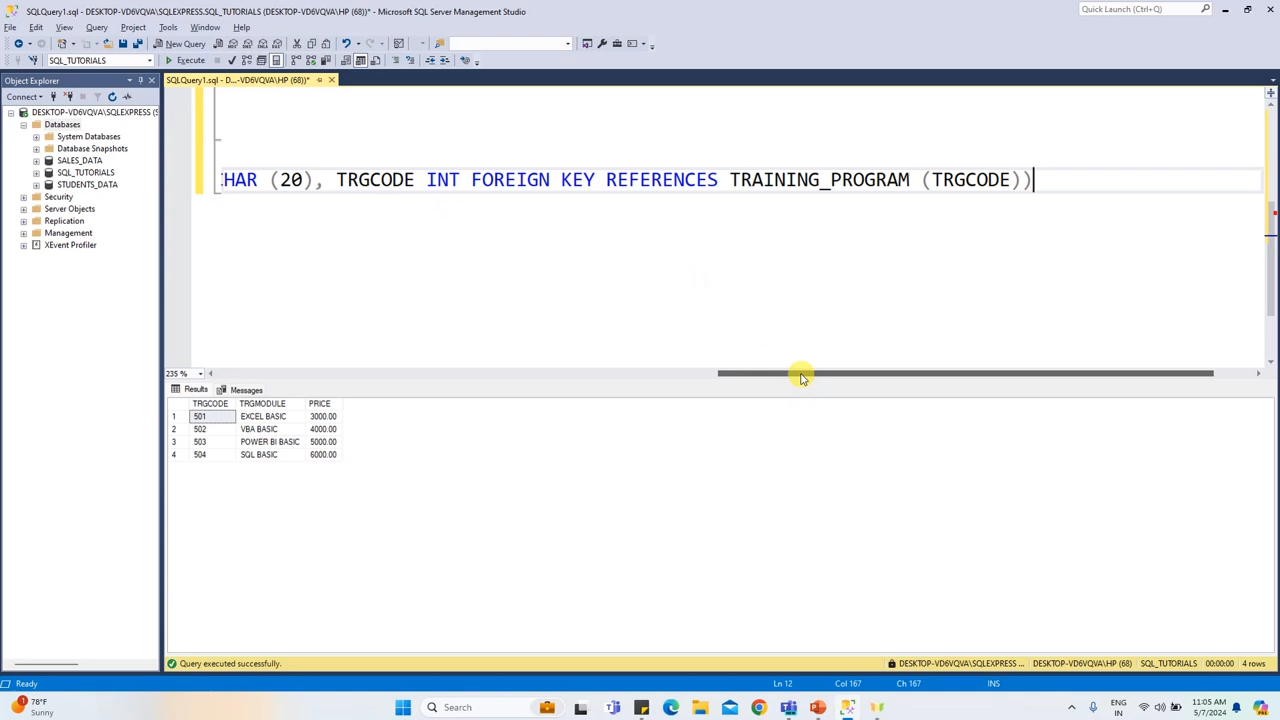 SQLQuery1.sql - DESKTOP-VD6VQVA\SQLEXPRESS.SQL_TUTORIALS (DESKTOP-VD6VQVA\HP (68))* - Microsoft SQL Server Management Studio
Quick Launch (Ctrl+Q)
File Edit View Query Project Tools Window Help
New Query
SQL_TUTORIALS
Execute
Object Explorer
SQLQuery1.sql - D...-VD6VQVA\HP (68))*
Connect
DESKTOP-VD6VQVA\SQLEXPRESS (S
Databases
System Databases
Database Snapshots
SALES_DATA
SQL_TUTORIALS
STUDENTS_DATA
Security
Server Objects
Replication
Management
XEvent Profiler
HAR (20), TRGCODE INT FOREIGN KEY REFERENCES TRAINING_PROGRAM (TRGCODE))
235 %
Results Messages
TRGCODE TRGMODULE PRICE
1 501 EXCEL BASIC 3000.00
2 502 VBA BASIC 4000.00
3 503 POWER BI BASIC 5000.00
4 504 SQL BASIC 6000.00
Query executed successfully.
DESKTOP-VD6VQVA\SQLEXPRESS ... DESKTOP-VD6VQVA\HP (68) SQL_TUTORIALS 00:00:00 4 rows
Ready
Ln 12 Col 167 Ch 167 INS
78°F
Sunny
Search
ENG
IN
11:05 AM
5/7/2024